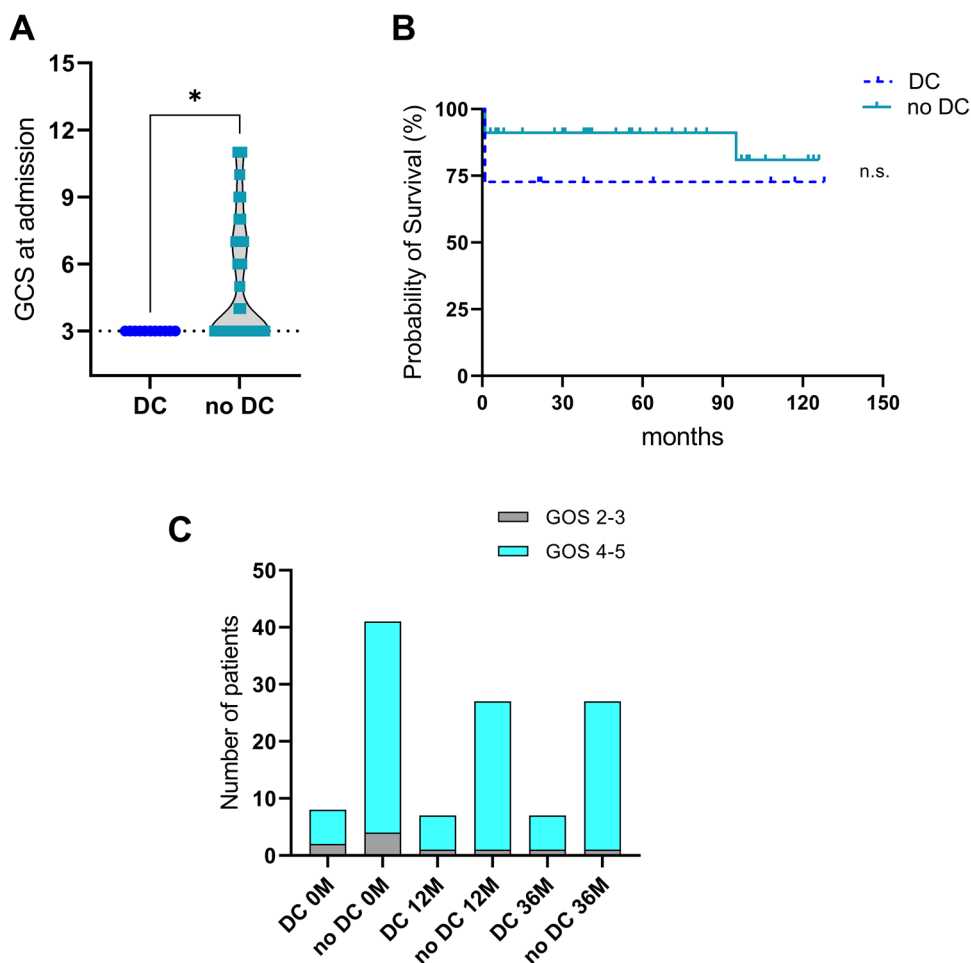 A
15
12
9
6
3
GCS at admission
*
DC
no DC
B
DC
no DC
100
75
50
25
0
Probability of Survival (%)
n.s.
0
30
60
90
120
150
months
C
GOS 2-3
GOS 4-5
50
40
30
20
10
0
Number of patients
DC 0M
no DC 0M
DC 12M
no DC 12M
DC 36M
no DC 36M